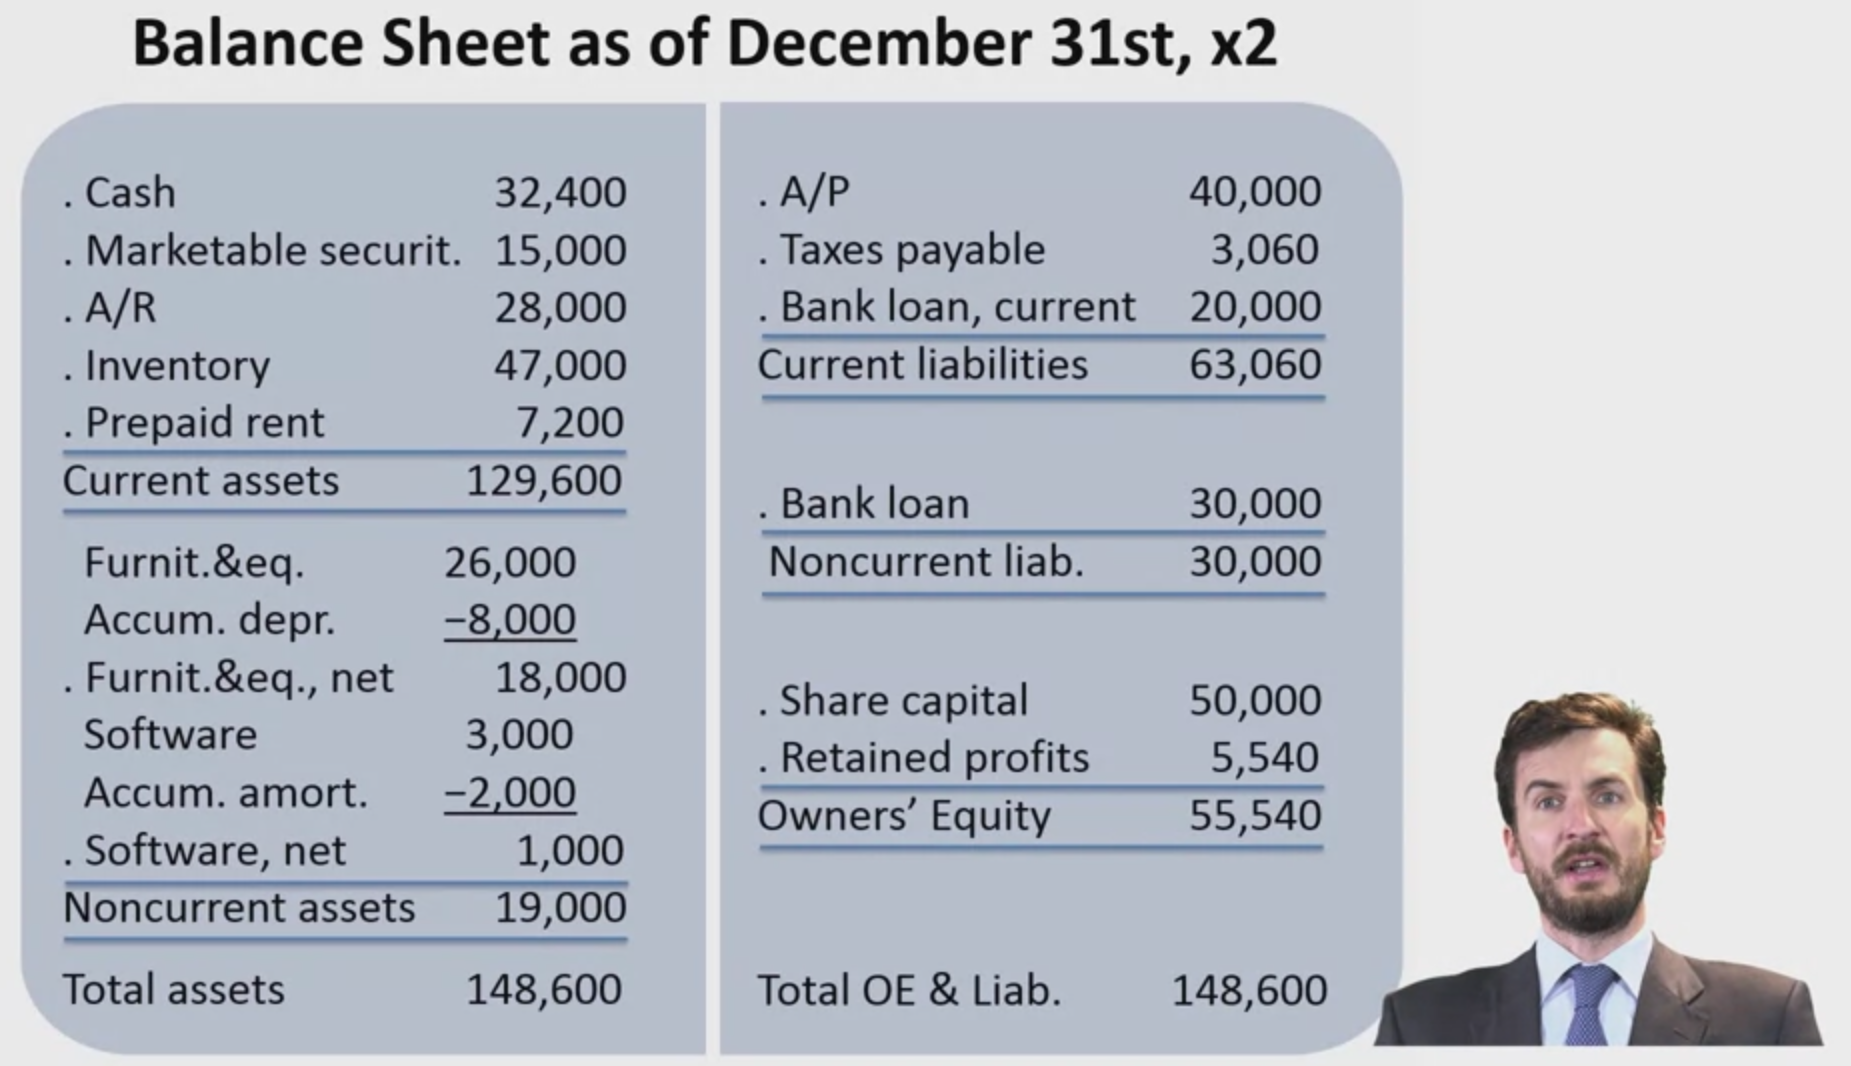 Balance Sheet as of December 31st, x2
. Cash 32,400
. Marketable securit. 15,000
. A/R 28,000
. Inventory 47,000
. Prepaid rent 7,200
Current assets 129,600
Furnit.&eq. 26,000
Accum. depr. −8,000
. Furnit.&eq., net 18,000
Software 3,000
Accum. amort. −2,000
. Software, net 1,000
Noncurrent assets 19,000
Total assets 148,600
. A/P 40,000
. Taxes payable 3,060
. Bank loan, current 20,000
Current liabilities 63,060
. Bank loan 30,000
Noncurrent liab. 30,000
. Share capital 50,000
. Retained profits 5,540
Owners’ Equity 55,540
Total OE & Liab. 148,600